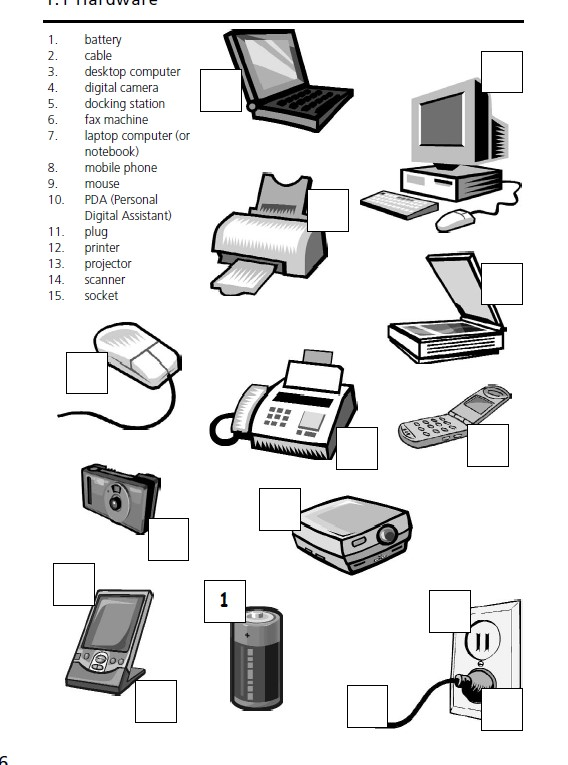 1.1 Hardware
1. battery
2. cable
3. desktop computer
4. digital camera
5. docking station
6. fax machine
7. laptop computer (or
notebook)
8. mobile phone
9. mouse
10. PDA (Personal
Digital Assistant)
11. plug
12. printer
13. projector
14. scanner
15. socket
1
+
6